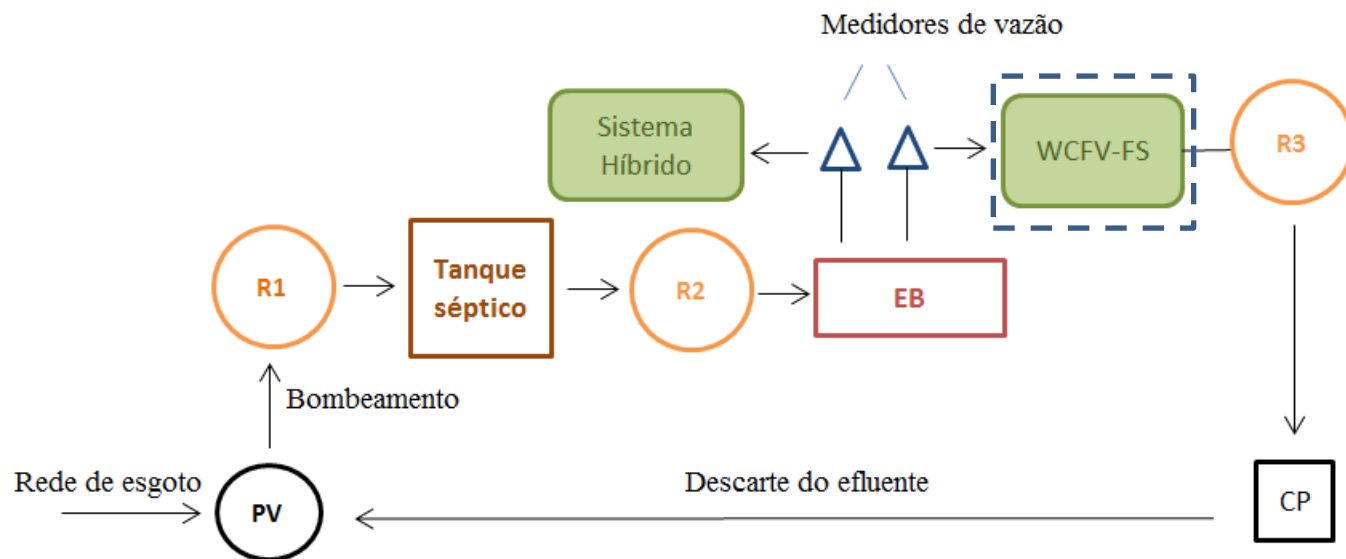 Medidores de vazão
Sistema
Híbrido
WCFV-FS
R3
R1
Tanque
séptico
R2
EB
Bombeamento
Rede de esgoto
PV
Descarte do efluente
CP